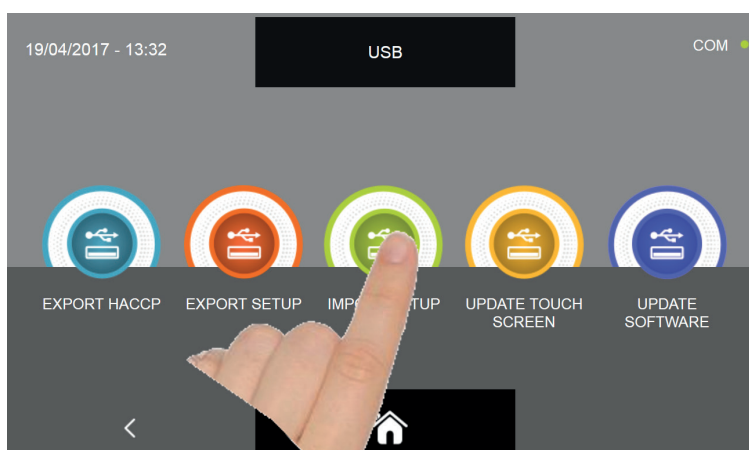 19/04/2017 - 13:32
USB
COM
EXPORT HACCP
EXPORT SETUP
UPDATE TOUCH
SCREEN
UPDATE
SOFTWARE